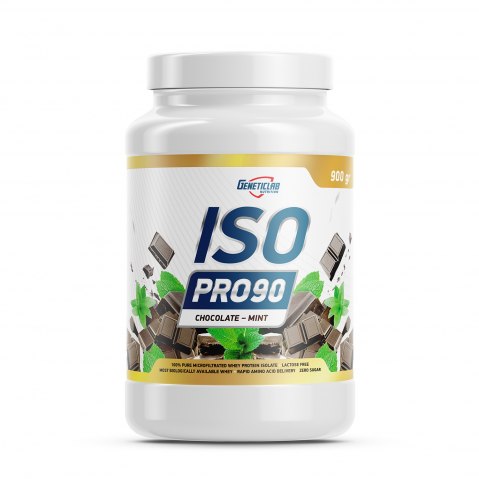 GENETICLAB
NUTRITION
900 gr
ISO
PRO90
CHOCOLATE – MINT
100% PURE MICROFILTRATED WHEY PROTEIN ISOLATE LACTOSE FREE
MOST BIOLOGICALLY AVAILABLE WHEY RAPID AMINO ACID DELIVERY ZERO SUGAR